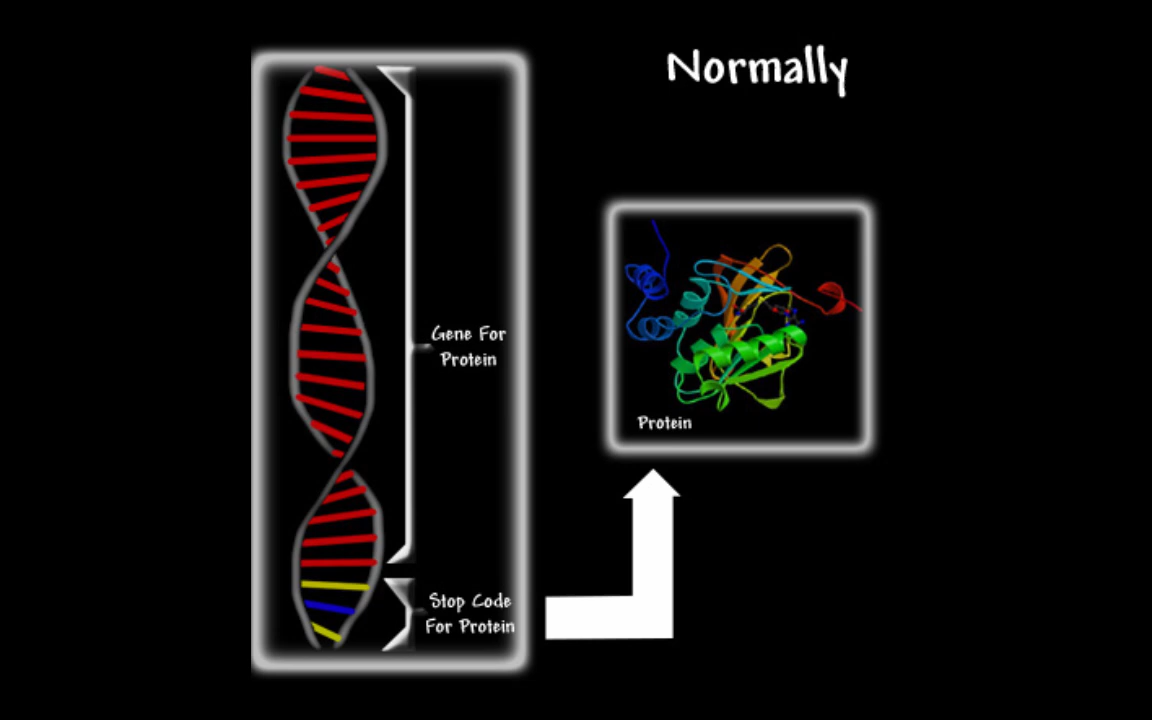 Normally
Gene For
Protein
Protein
Stop Code
For Protein